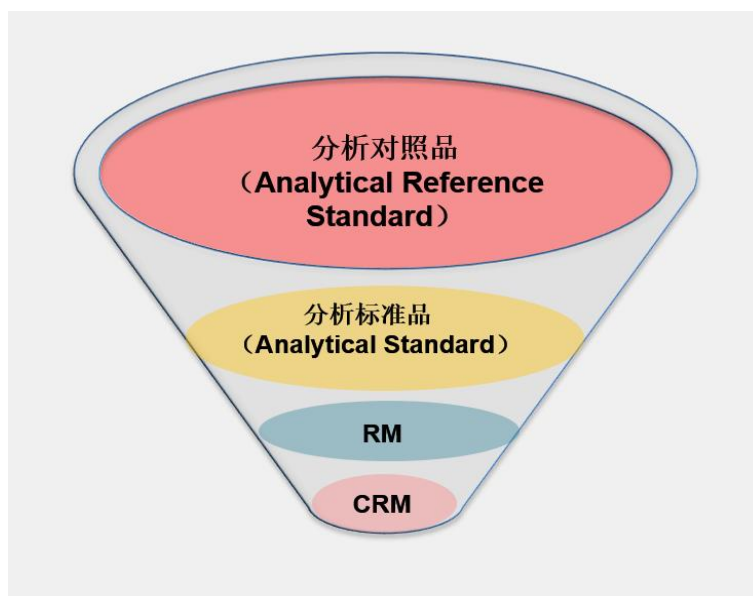 分析对照品
（Analytical Reference
Standard）
分析标准品
（Analytical Standard）
RM
CRM